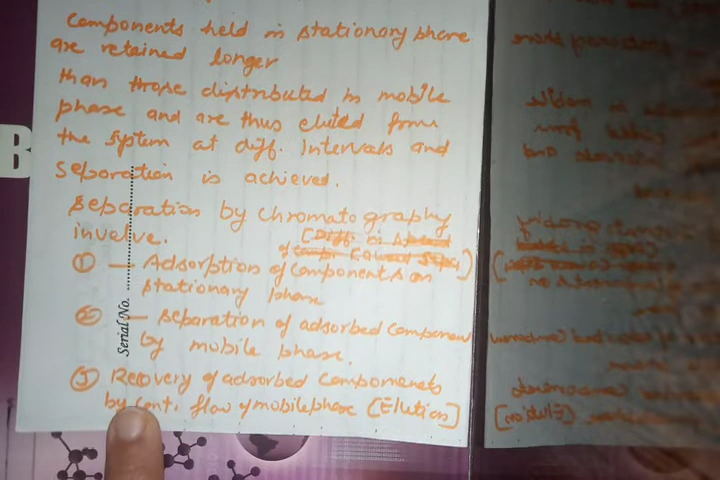 Components held in stationary phare
are retained longer
than those distributed in mobile
phase and are thus eluted from
the system at diff. Intervals and
Separation is achieved.
Separation by chromatography
involve.
① — Adsorption of Components on
stationary phase
② — Separation of adsorbed Componen
by mobile phase.
③ Recovery of adsorbed Componenets
by cont. flow of mobile phase [Elution]
Serial No.
B